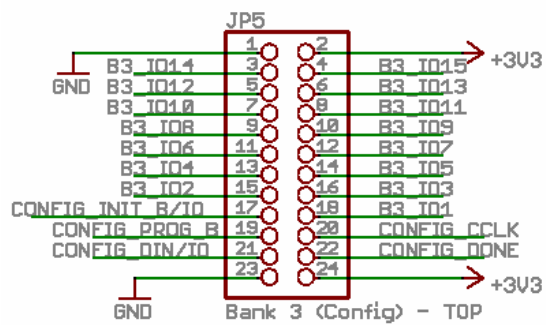 JP5
1 2 +3V3
GND B3_IO14 3 4 B3_IO15
B3_IO12 5 6 B3_IO13
B3_IO10 7 8 B3_IO11
B3_IO8 9 10 B3_IO9
B3_IO6 11 12 B3_IO7
B3_IO4 13 14 B3_IO5
B3_IO2 15 16 B3_IO3
CONFIG_INIT_B/IO 17 18 B3_IO1
CONFIG_PROG_B 19 20 CONFIG_CCLK
CONFIG_DIN/IO 21 22 CONFIG_DONE
23 24 +3V3
GND Bank 3 (Config) - TOP